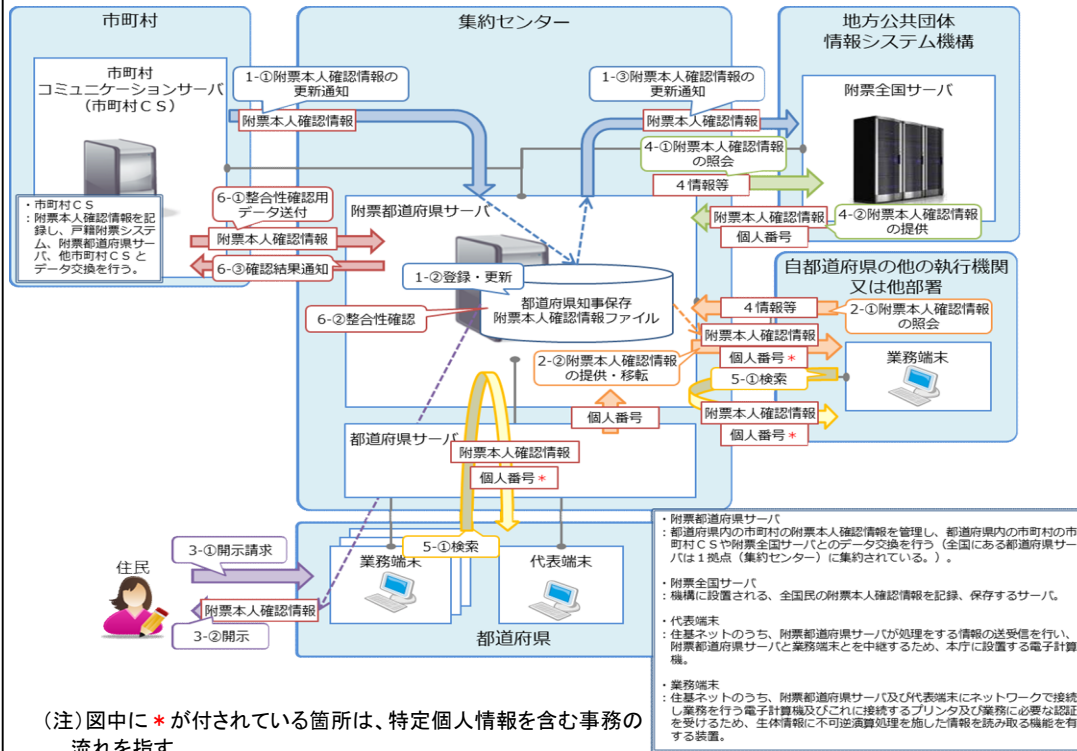 市町村
集約センター
地方公共団体
情報システム機構
市町村
コミュニケーションサーバ
（市町村ＣＳ）
1-①附票本人確認情報の
更新通知
附票本人確認情報
1-③附票本人確認情報の
更新通知
附票本人確認情報
附票全国サーバ
4-①附票本人確認情報
の照会
４情報等
附票本人確認情報
個人番号
4-②附票本人確認情報
の提供
・市町村ＣＳ
：附票本人確認情報を記
録し、戸籍附票システ
ム、附票都道府県サー
バ、他市町村ＣＳと
データ交換を行う。
6-①整合性確認用
データ送付
附票本人確認情報
6-③確認結果通知
附票都道府県サーバ
1-②登録・更新
6-②整合性確認
都道府県知事保存
附票本人確認情報ファイル
自都道府県の他の執行機関
又は他部署
４情報等
2-①附票本人確認情報
の照会
附票本人確認情報
個人番号＊
2-②附票本人確認情報
の提供・移転
業務端末
5-①検索
附票本人確認情報
個人番号＊
個人番号
都道府県サーバ
附票本人確認情報
個人番号＊
3-①開示請求
住民
附票本人確認情報
3-②開示
5-①検索
業務端末
代表端末
都道府県
・附票都道府県サーバ
：都道府県内の市町村の附票本人確認情報を管理し、都道府県内の市町村の市
町村ＣＳや附票全国サーバとのデータ交換を行う（全国にある都道府県サー
バは１拠点（集約センター）に集約されている。）。
・附票全国サーバ
：機構に設置される、全国民の附票本人確認情報を記録、保存するサーバ。
・代表端末
：住基ネットのうち、附票都道府県サーバが処理をする情報の送受信を行い、
附票都道府県サーバと業務端末とを中継するため、本庁に設置する電子計算
機。
・業務端末
：住基ネットのうち、附票都道府県サーバ及び代表端末にネットワークで接続
し業務を行う電子計算機及びこれに接続するプリンタ及び業務に必要な認証
を受けるため、生体情報に不可逆演算処理を施した情報を読み取る機能を有
する装置。
（注）図中に＊が付されている箇所は、特定個人情報を含む事務の
流れを指す